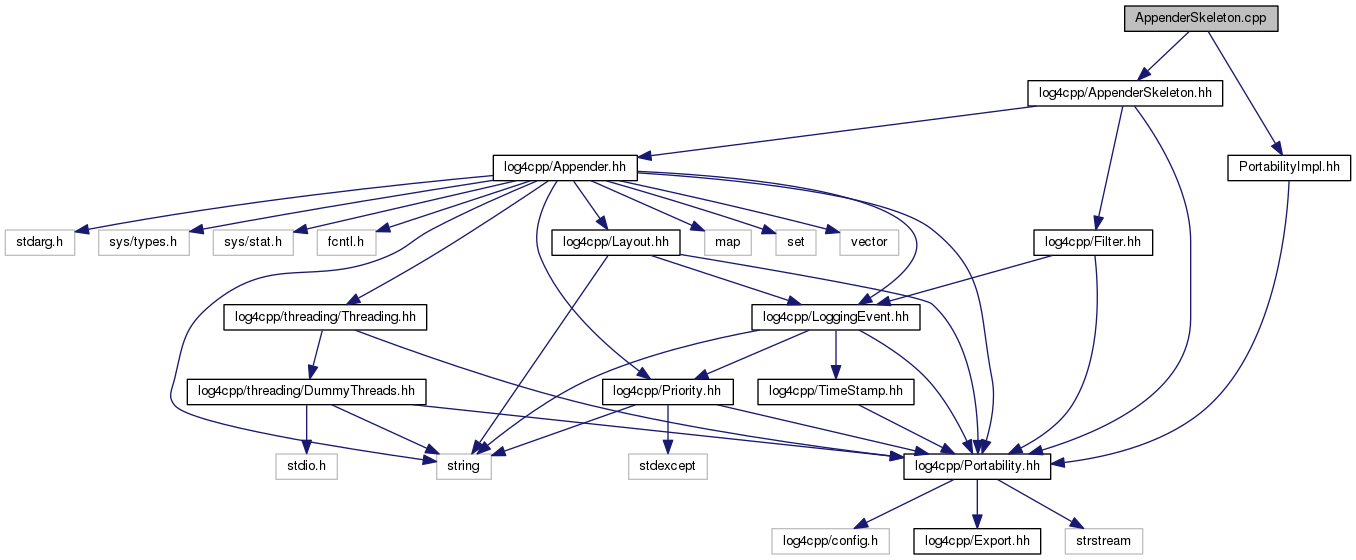 AppenderSkeleton.cpp
log4cpp/AppenderSkeleton.hh
log4cpp/Appender.hh
PortabilityImpl.hh
stdarg.h
sys/types.h
sys/stat.h
fcntl.h
log4cpp/Layout.hh
map
set
vector
log4cpp/Filter.hh
log4cpp/threading/Threading.hh
log4cpp/LoggingEvent.hh
log4cpp/threading/DummyThreads.hh
log4cpp/Priority.hh
log4cpp/TimeStamp.hh
stdio.h
string
stdexcept
log4cpp/Portability.hh
log4cpp/config.h
log4cpp/Export.hh
strstream